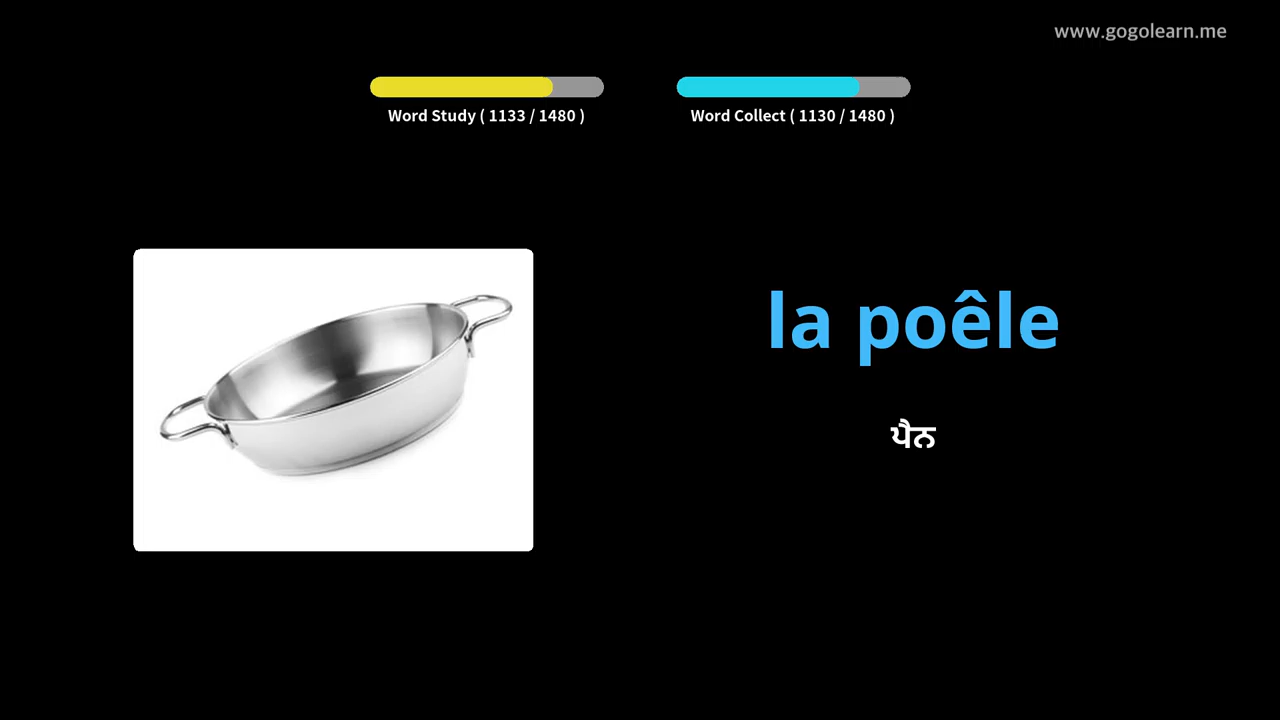 www.gogolearn.me
Word Study ( 1133 / 1480 )
Word Collect ( 1130 / 1480 )
la poêle
ਪੈਨ